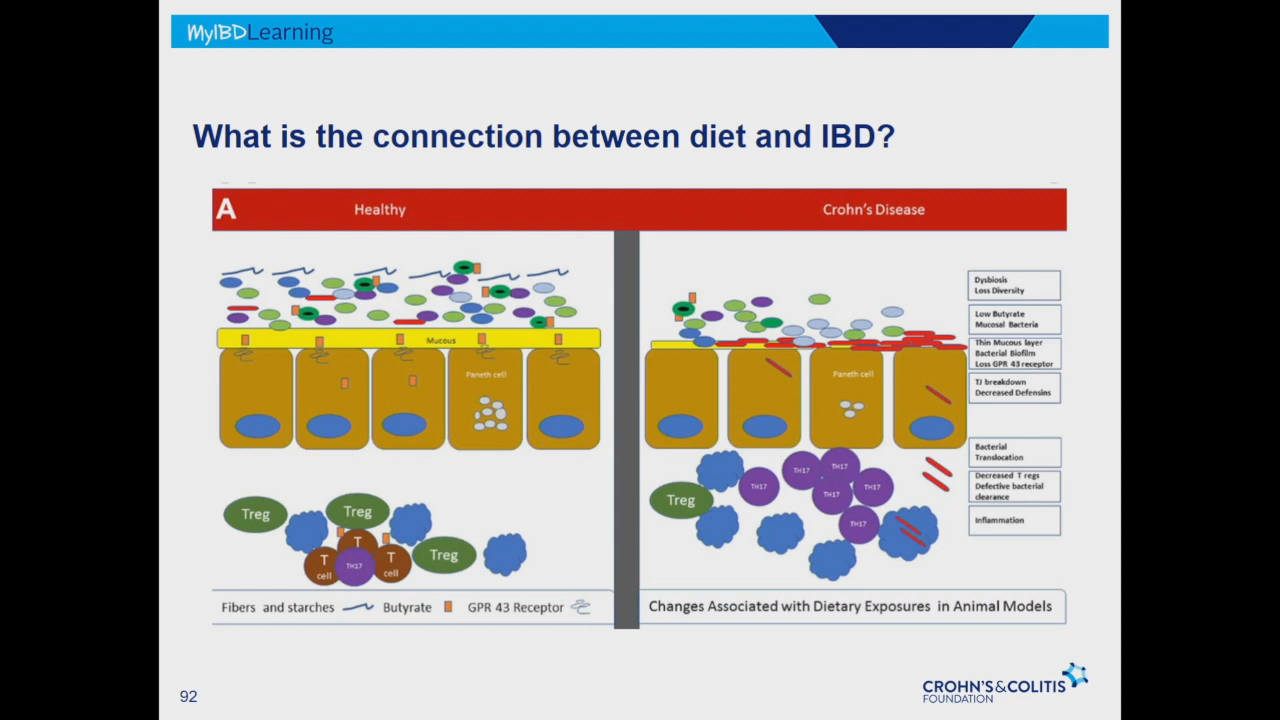 MyIBDLearning
What is the connection between diet and IBD?
A
Healthy
Crohn's Disease
Mucous
Paneth cell
Treg
Treg
Treg
T
T
cell
T
cell
TH17
Fibers and starches
Butyrate
GPR 43 Receptor
Paneth cell
Treg
TH17
TH17
TH17
TH17
TH17
TH17
Dysbiosis
Loss Diversity
Low Butyrate
Mucosal Bacteria
Thin Mucous layer
Bacterial Biofilm
Loss GPR 43 receptor
TJ breakdown
Decreased Defensins
Bacterial
Translocation
Decreased T regs
Defective bacterial
clearance
Inflammation
Changes Associated with Dietary Exposures in Animal Models
92
CROHN'S&COLITIS
FOUNDATION